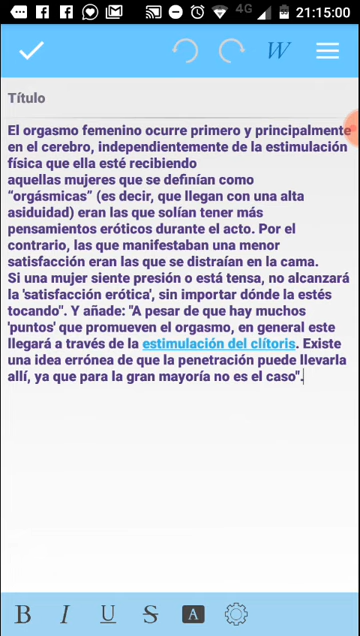 4G 21:15:00
W
Título
El orgasmo femenino ocurre primero y principalmente
en el cerebro, independientemente de la estimulación
física que ella esté recibiendo
aquellas mujeres que se definían como
“orgásmicas” (es decir, que llegan con una alta
asiduidad) eran las que solían tener más
pensamientos eróticos durante el acto. Por el
contrario, las que manifestaban una menor
satisfacción eran las que se distraían en la cama.
Si una mujer siente presión o está tensa, no alcanzará
la 'satisfacción erótica', sin importar dónde la estés
tocando". Y añade: "A pesar de que hay muchos
'puntos' que promueven el orgasmo, en general este
llegará a través de la estimulación del clítoris. Existe
una idea errónea de que la penetración puede llevarla
allí, ya que para la gran mayoría no es el caso".
B I U S A